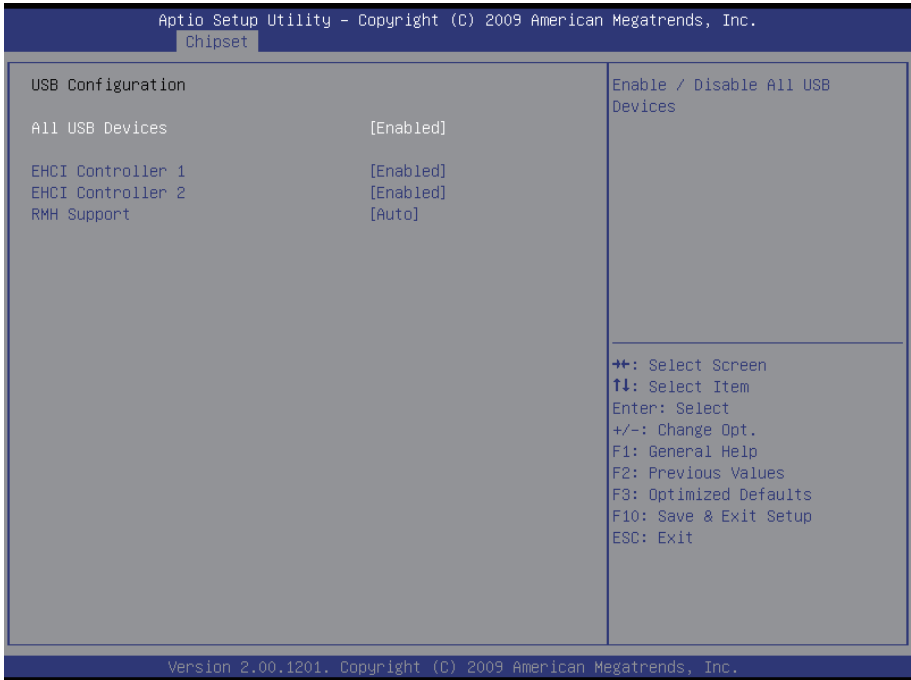 Aptio Setup Utility – Copyright (C) 2009 American Megatrends, Inc.
Chipset
USB Configuration
All USB Devices [Enabled]
EHCI Controller 1 [Enabled]
EHCI Controller 2 [Enabled]
RMH Support [Auto]
Enable / Disable All USB
Devices
→←: Select Screen
↑↓: Select Item
Enter: Select
+/-: Change Opt.
F1: General Help
F2: Previous Values
F3: Optimized Defaults
F10: Save & Exit Setup
ESC: Exit
Version 2.00.1201. Copyright (C) 2009 American Megatrends, Inc.